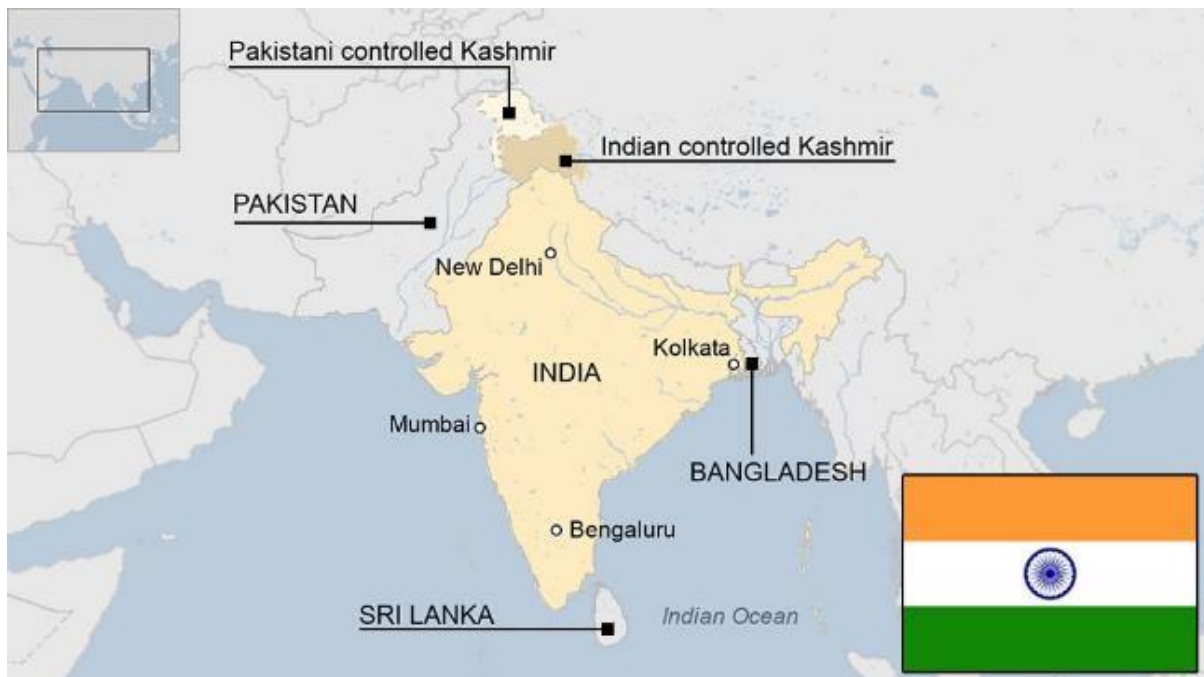 Pakistani controlled Kashmir
Indian controlled Kashmir
PAKISTAN
New Delhi
Kolkata
INDIA
Mumbai
BANGLADESH
Bengaluru
SRI LANKA
Indian Ocean